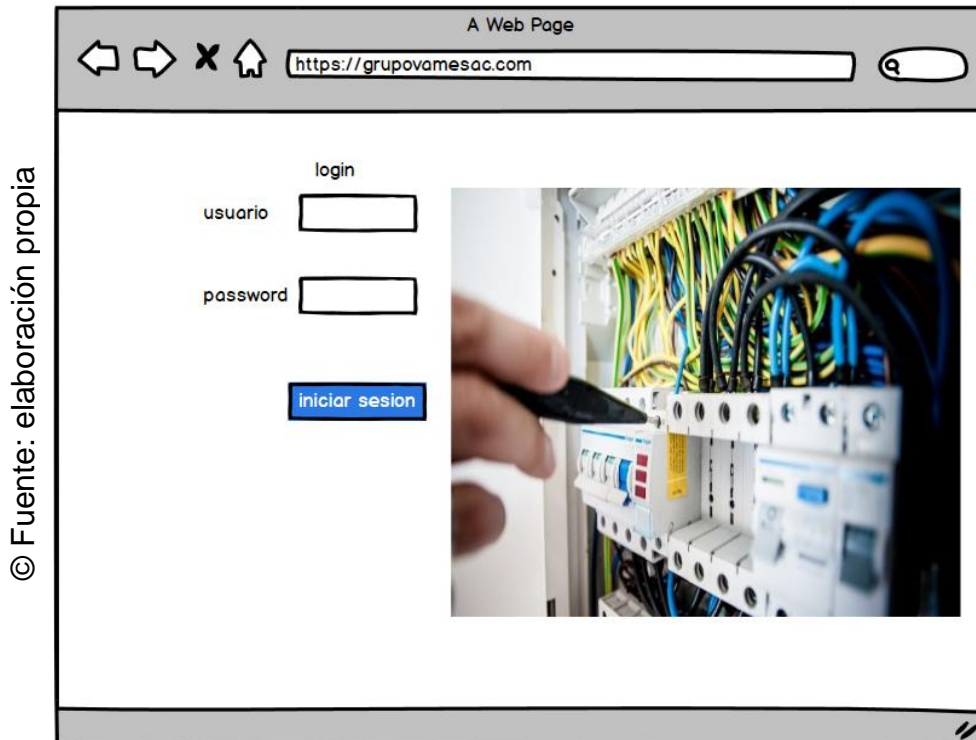 A Web Page
https://grupovamesac.com
login
usuario
password
iniciar sesion
© Fuente: elaboración propia